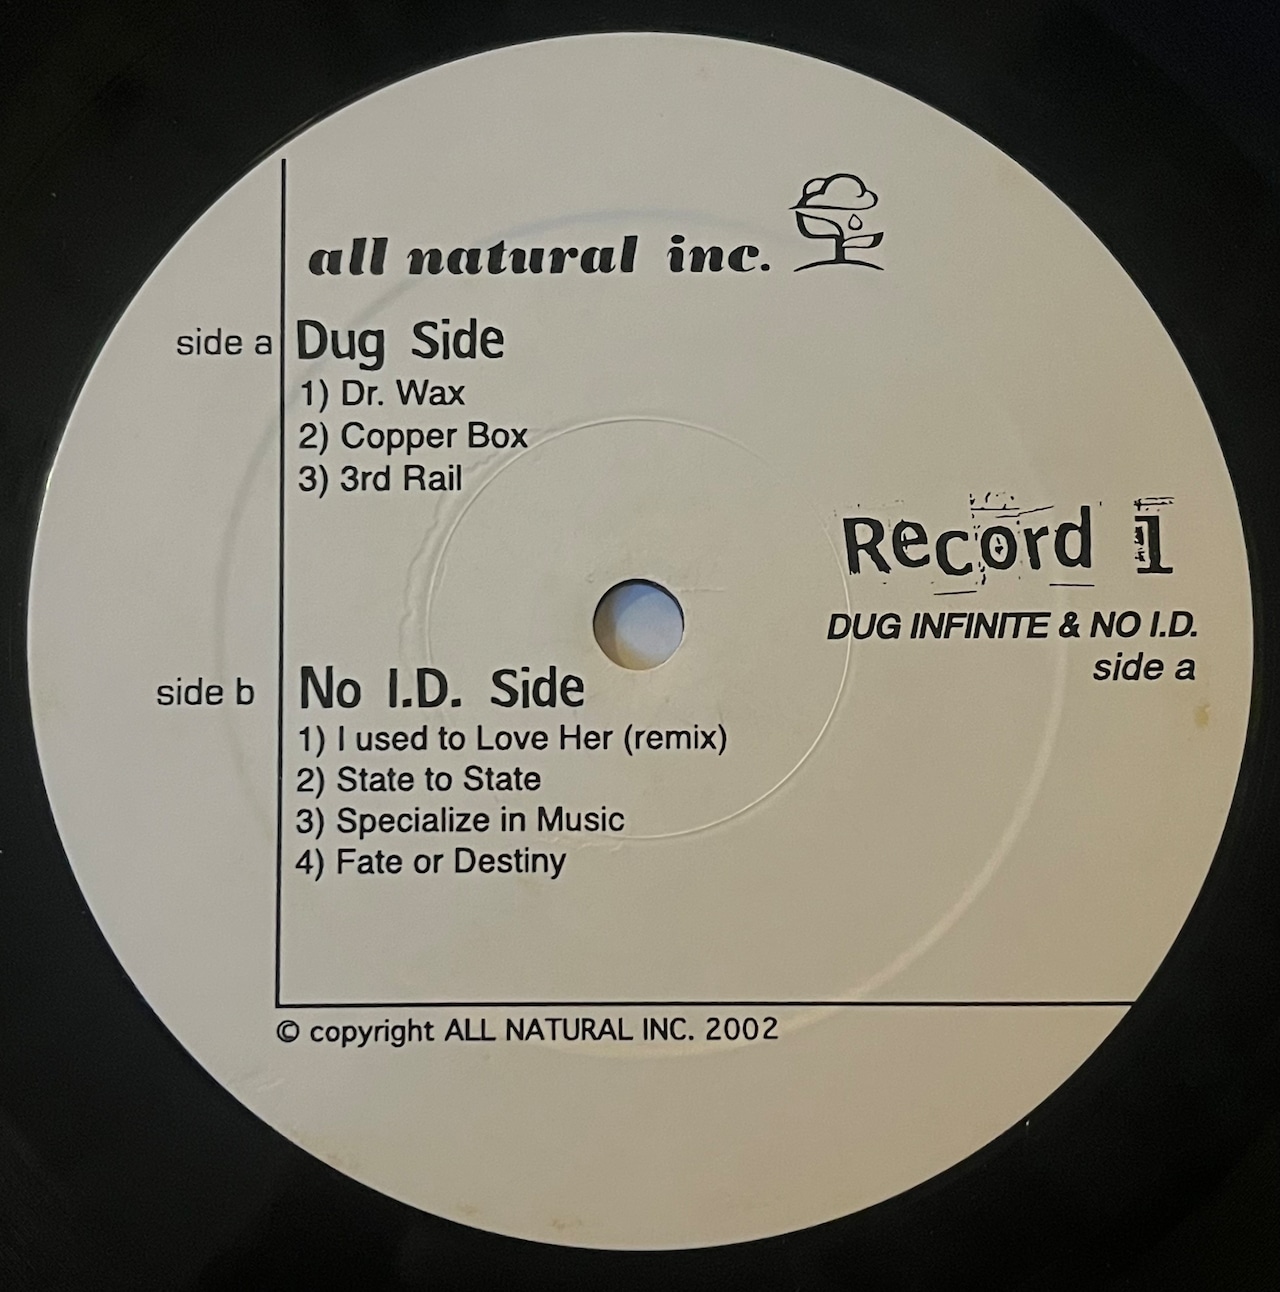 all natural inc.
side a Dug Side
1) Dr. Wax
2) Copper Box
3) 3rd Rail
Record 1
DUG INFINITE & NO I.D.
side a
side b No I.D. Side
1) I used to Love Her (remix)
2) State to State
3) Specialize in Music
4) Fate or Destiny
© copyright ALL NATURAL INC. 2002